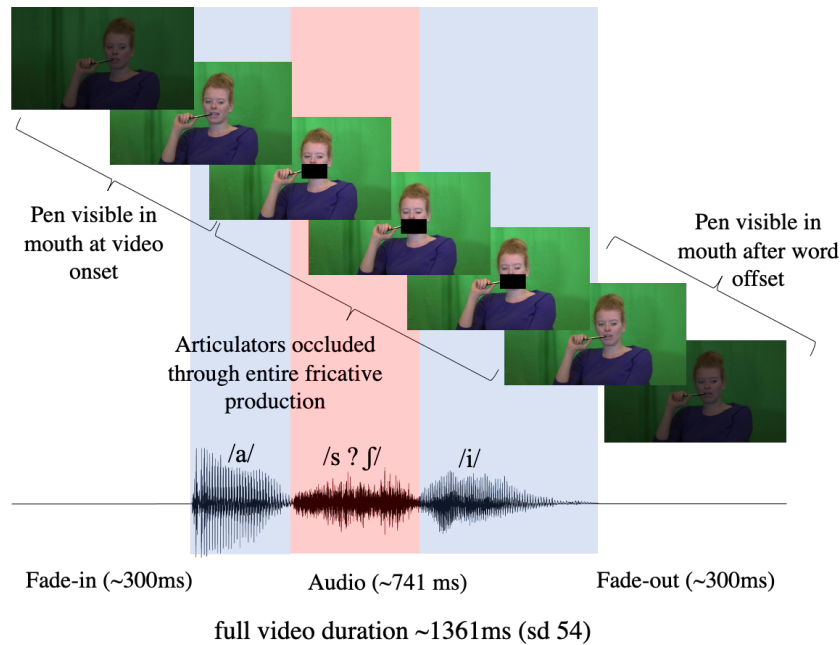 Pen visible in
mouth at video
onset
Pen visible in
mouth after word
offset
Articulators occluded
through entire fricative
production
/a/
/s ? ʃ/
/i/
Fade-in (~300ms)
Audio (~741 ms)
Fade-out (~300ms)
full video duration ~1361ms (sd 54)